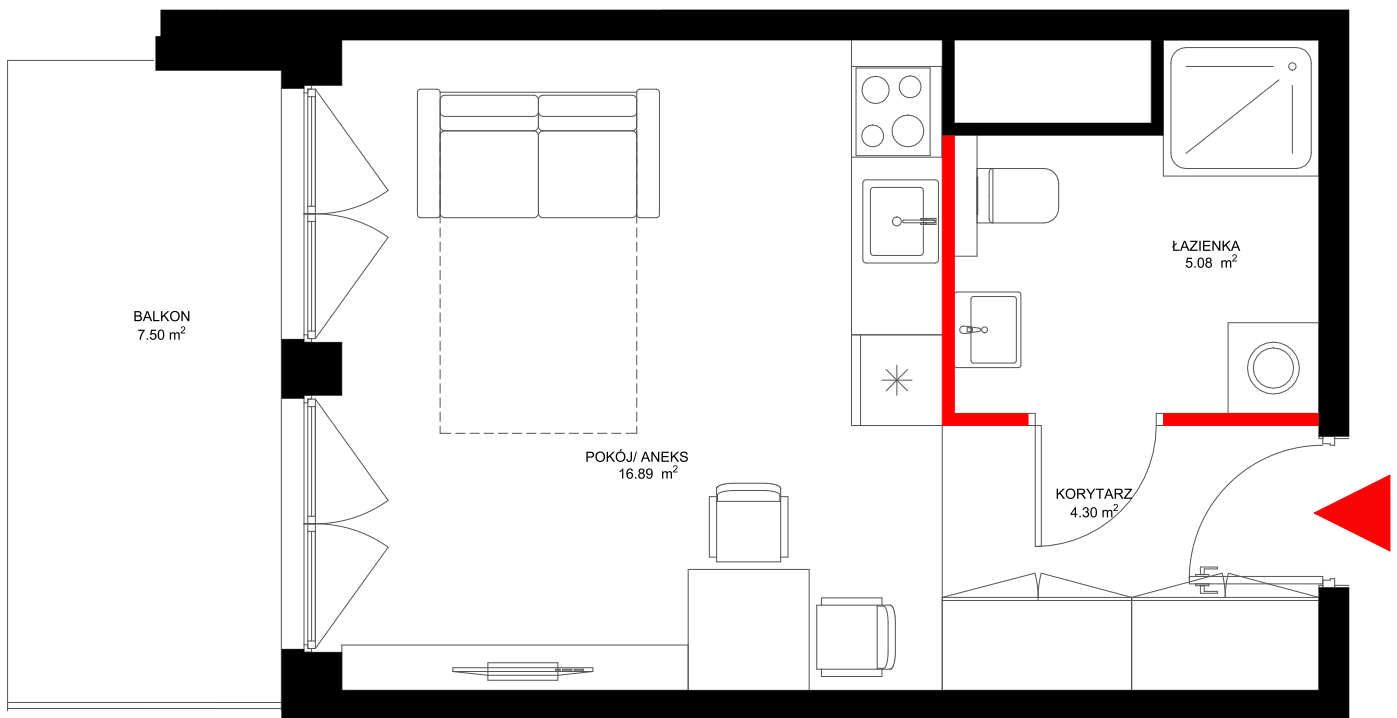 BALKON
7.50 m²
POKÓJ/ ANEKS
16.89 m²
ŁAZIENKA
5.08 m²
KORYTARZ
4.30 m²